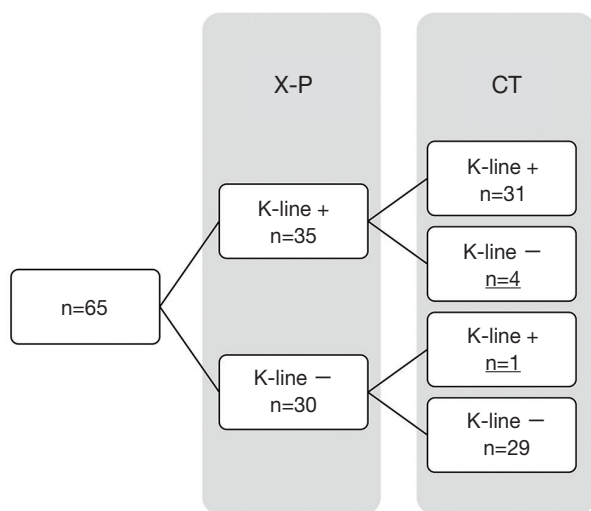 X-P
CT
n=65
K-line +
n=35
K-line −
n=30
K-line +
n=31
K-line −
n=4
K-line +
n=1
K-line −
n=29